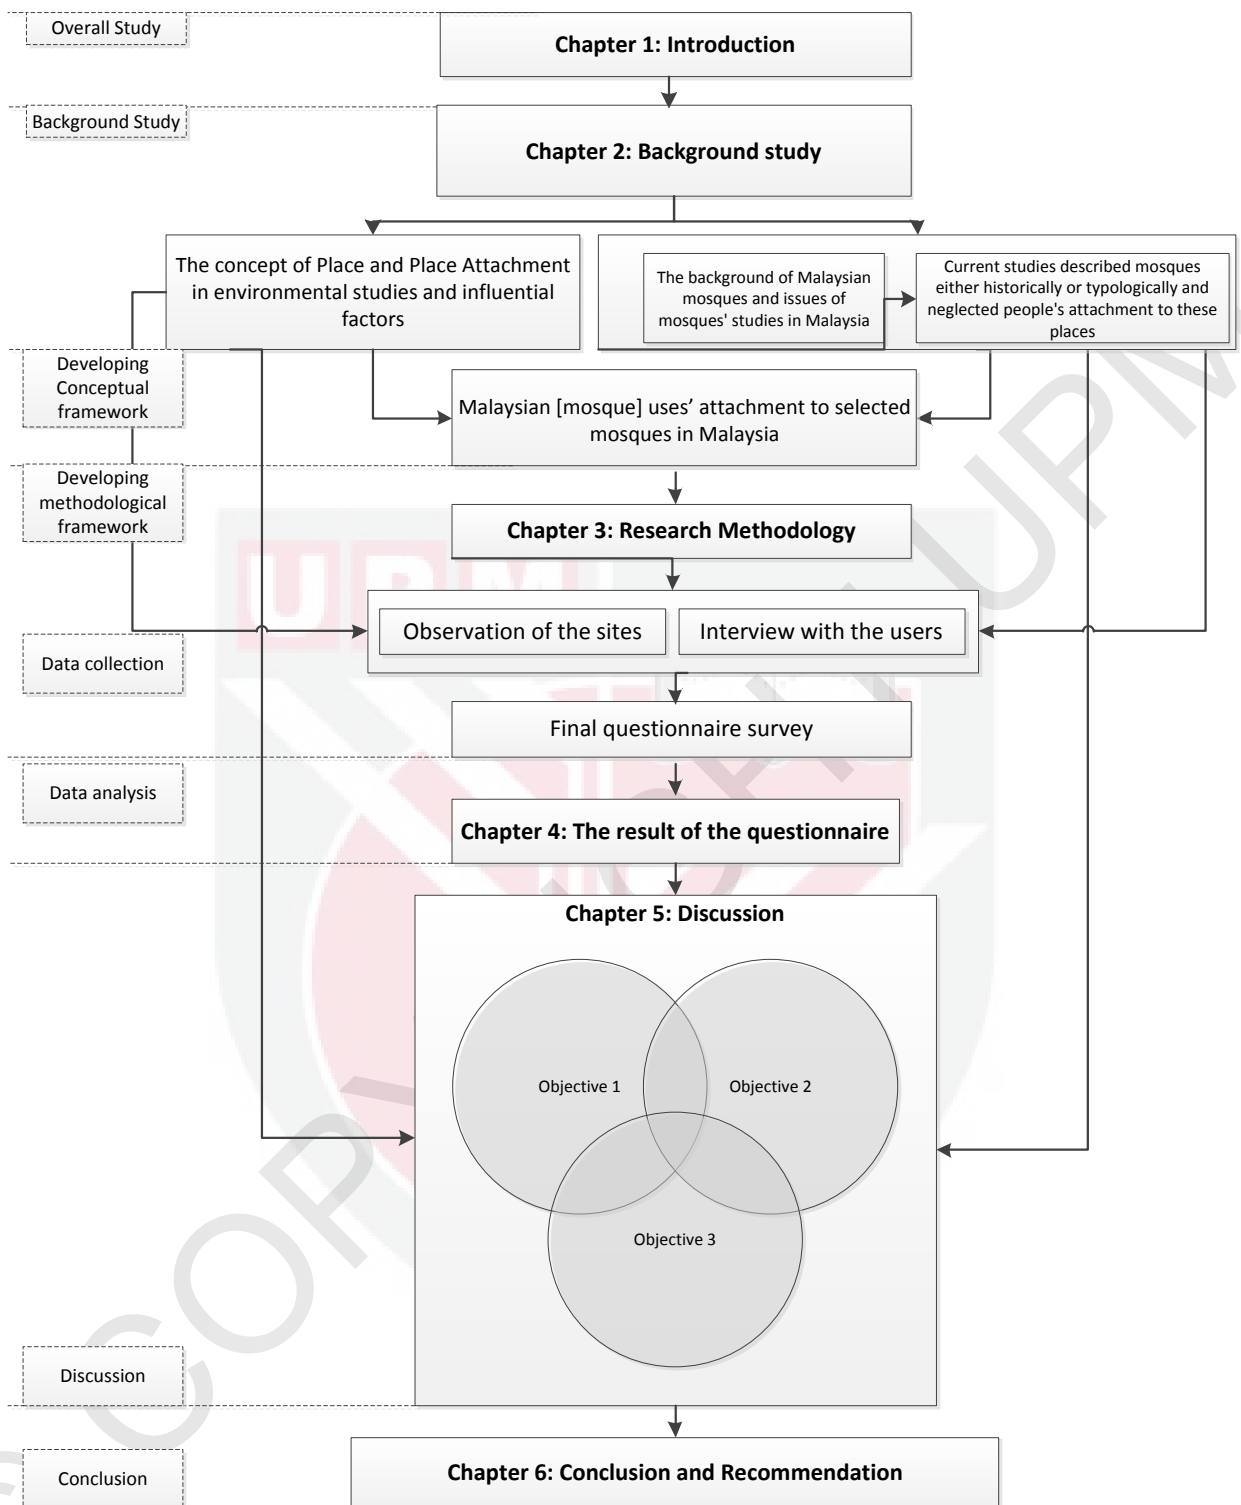 Overall Study
Chapter 1: Introduction
Background Study
Chapter 2: Background study
The concept of Place and Place Attachment
in environmental studies and influential
factors
The background of Malaysian
mosques and issues of
mosques' studies in Malaysia
Current studies described mosques
either historically or typologically and
neglected people's attachment to these
places
Developing
Conceptual
framework
Malaysian [mosque] uses’ attachment to selected
mosques in Malaysia
Developing
methodological
framework
Chapter 3: Research Methodology
Observation of the sites
Interview with the users
Data collection
Final questionnaire survey
Data analysis
Chapter 4: The result of the questionnaire
Chapter 5: Discussion
Objective 1
Objective 2
Objective 3
Discussion
Chapter 6: Conclusion and Recommendation
Conclusion
UPM
COPYRIGHT UPM